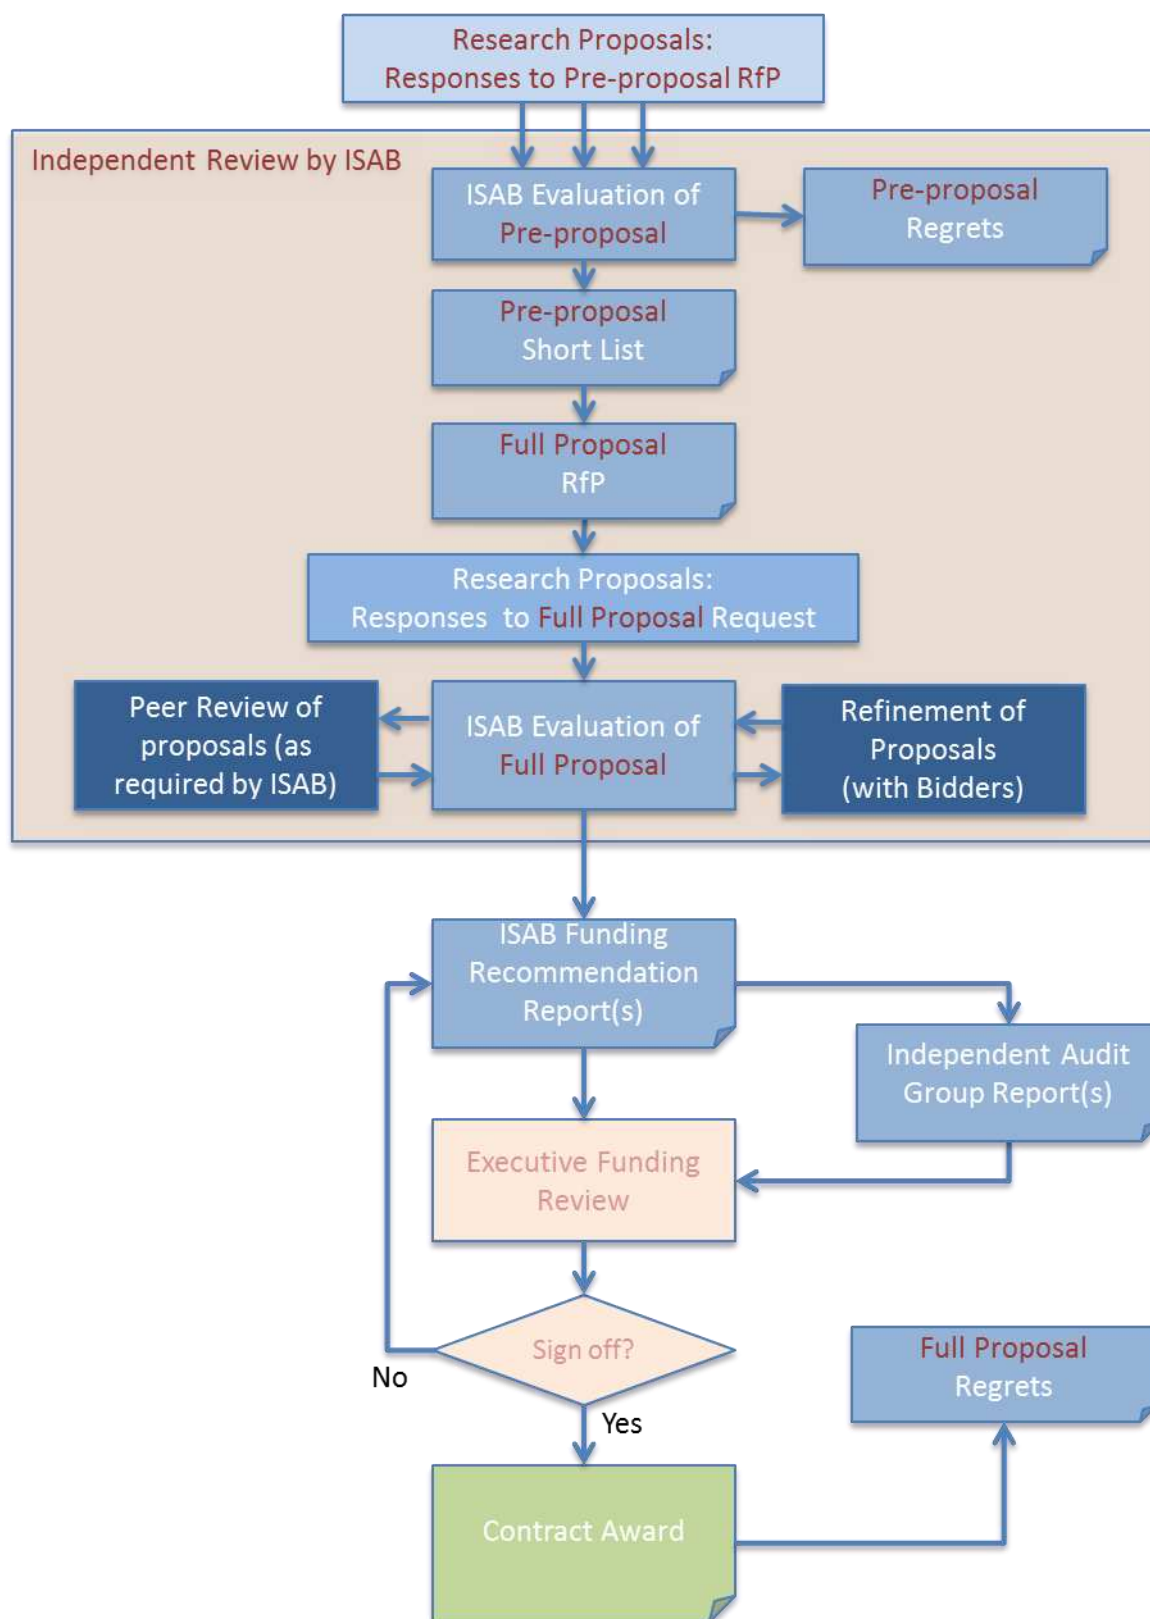 Research Proposals:
Responses to Pre-proposal RfP
Independent Review by ISAB
ISAB Evaluation of
Pre-proposal
Pre-proposal
Regrets
Pre-proposal
Short List
Full Proposal
RfP
Research Proposals:
Responses to Full Proposal Request
Peer Review of
proposals (as
required by ISAB)
ISAB Evaluation of
Full Proposal
Refinement of
Proposals
(with Bidders)
ISAB Funding
Recommendation
Report(s)
Independent Audit
Group Report(s)
Executive Funding
Review
Sign off?
No
Yes
Full Proposal
Regrets
Contract Award